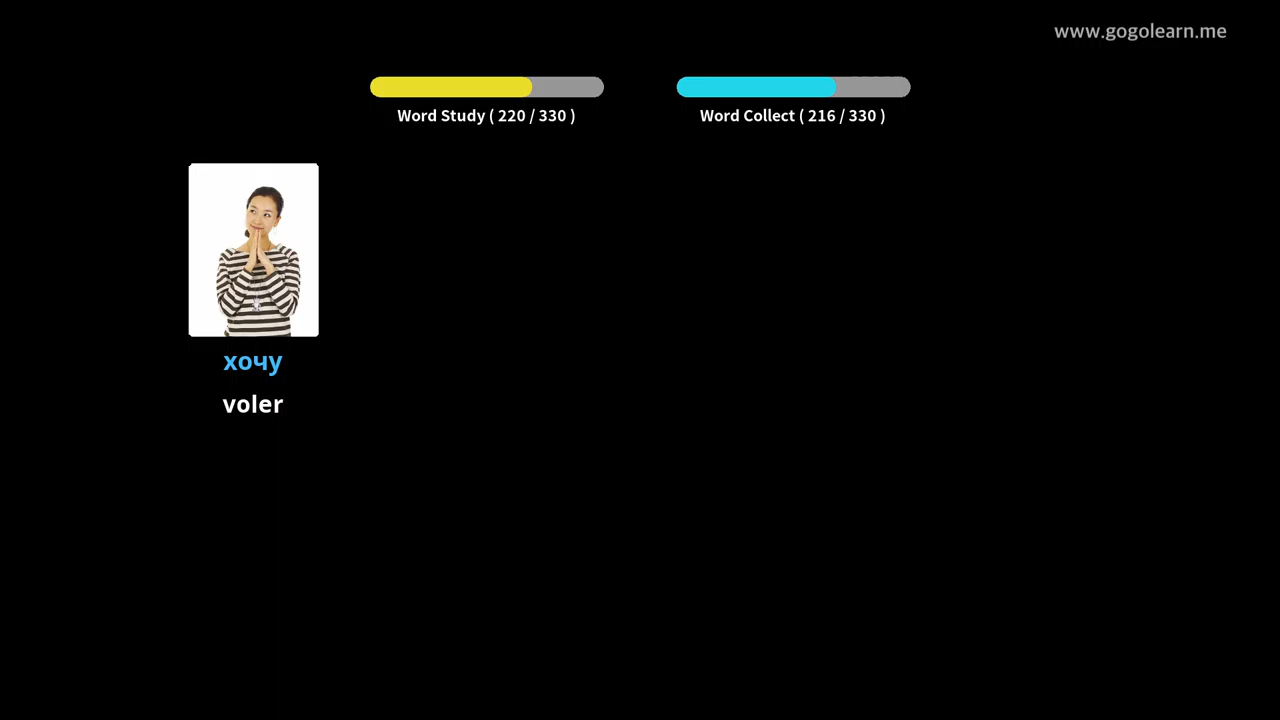 www.gogolearn.me
Word Study ( 220 / 330 )
Word Collect ( 216 / 330 )
хочу
voler